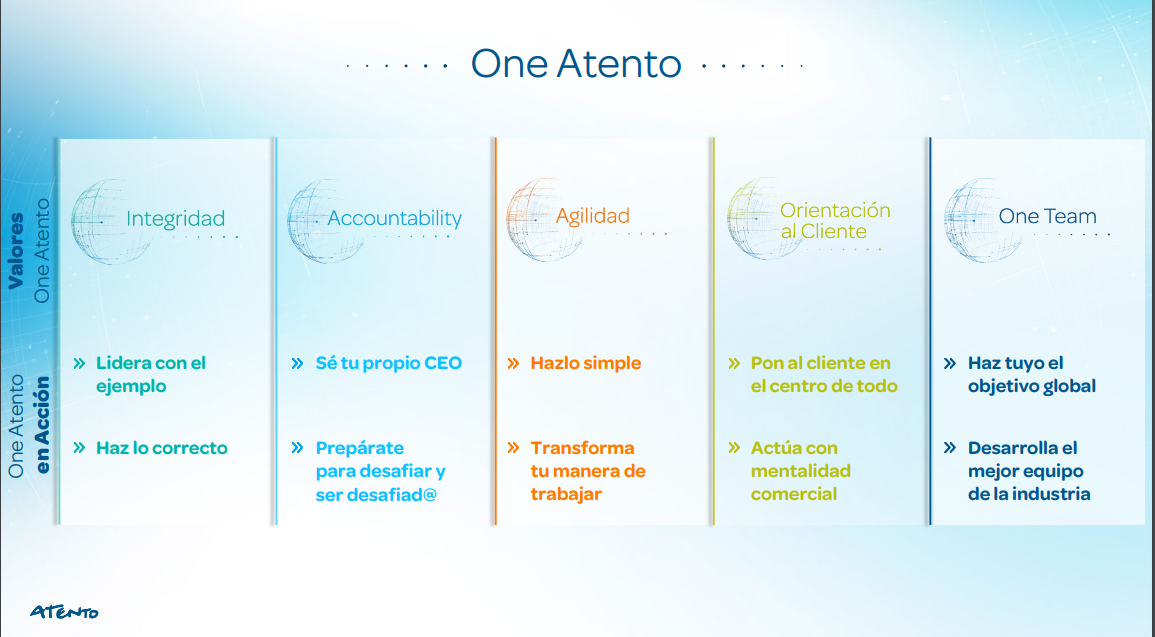 One Atento
Valores
One Atento
Integridad
Accountability
Agilidad
Orientación
al Cliente
One Team
One Atento
en Acción
» Lidera con el
ejemplo
» Haz lo correcto
» Sé tu propio CEO
» Prepárate
para desafiar y
ser desafiad@
» Hazlo simple
» Transforma
tu manera de
trabajar
» Pon al cliente en
el centro de todo
» Actúa con
mentalidad
comercial
» Haz tuyo el
objetivo global
» Desarrolla el
mejor equipo
de la industria
ATENTO